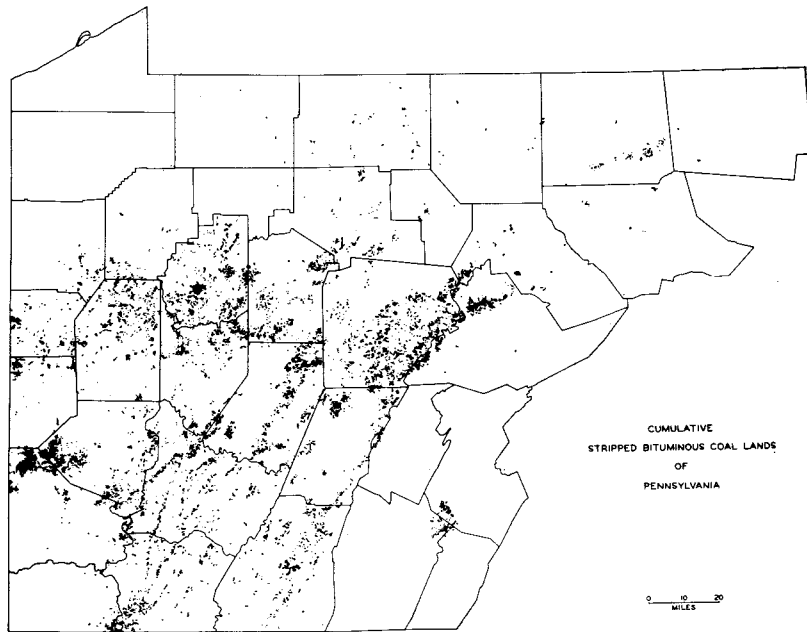 CUMULATIVE
STRIPPED BITUMINOUS COAL LANDS
OF
PENNSYLVANIA
0 10 20
MILES